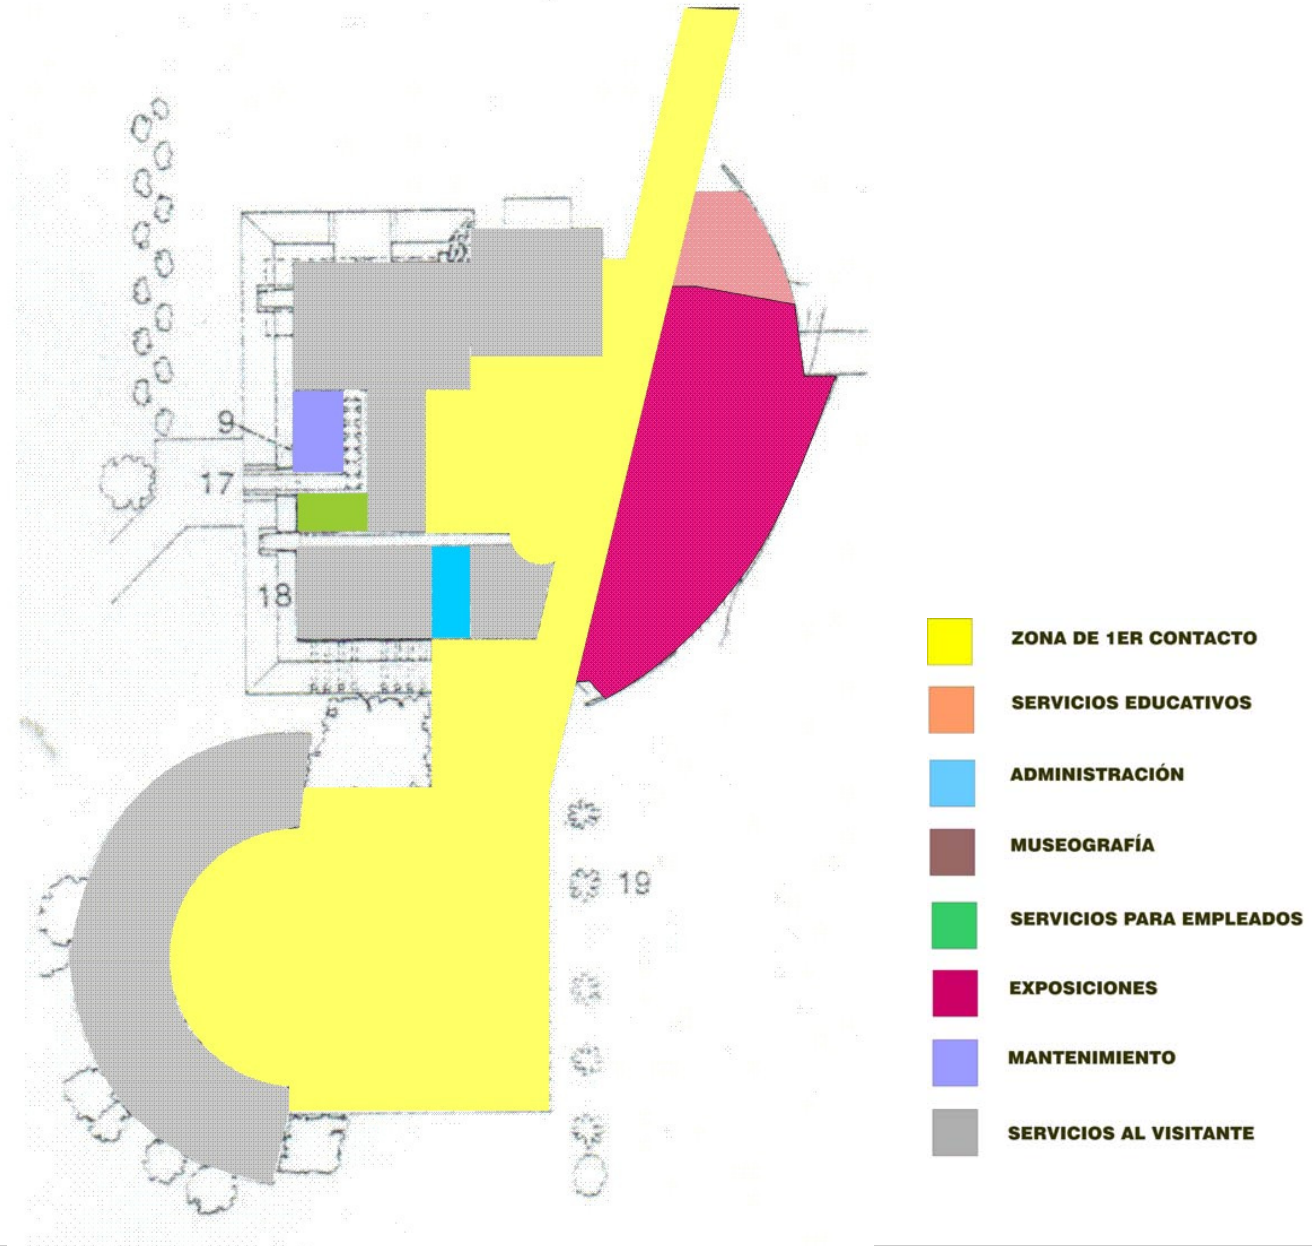 9
17
18
19
ZONA DE 1ER CONTACTO
SERVICIOS EDUCATIVOS
ADMINISTRACIÓN
MUSEOGRAFÍA
SERVICIOS PARA EMPLEADOS
EXPOSICIONES
MANTENIMIENTO
SERVICIOS AL VISITANTE